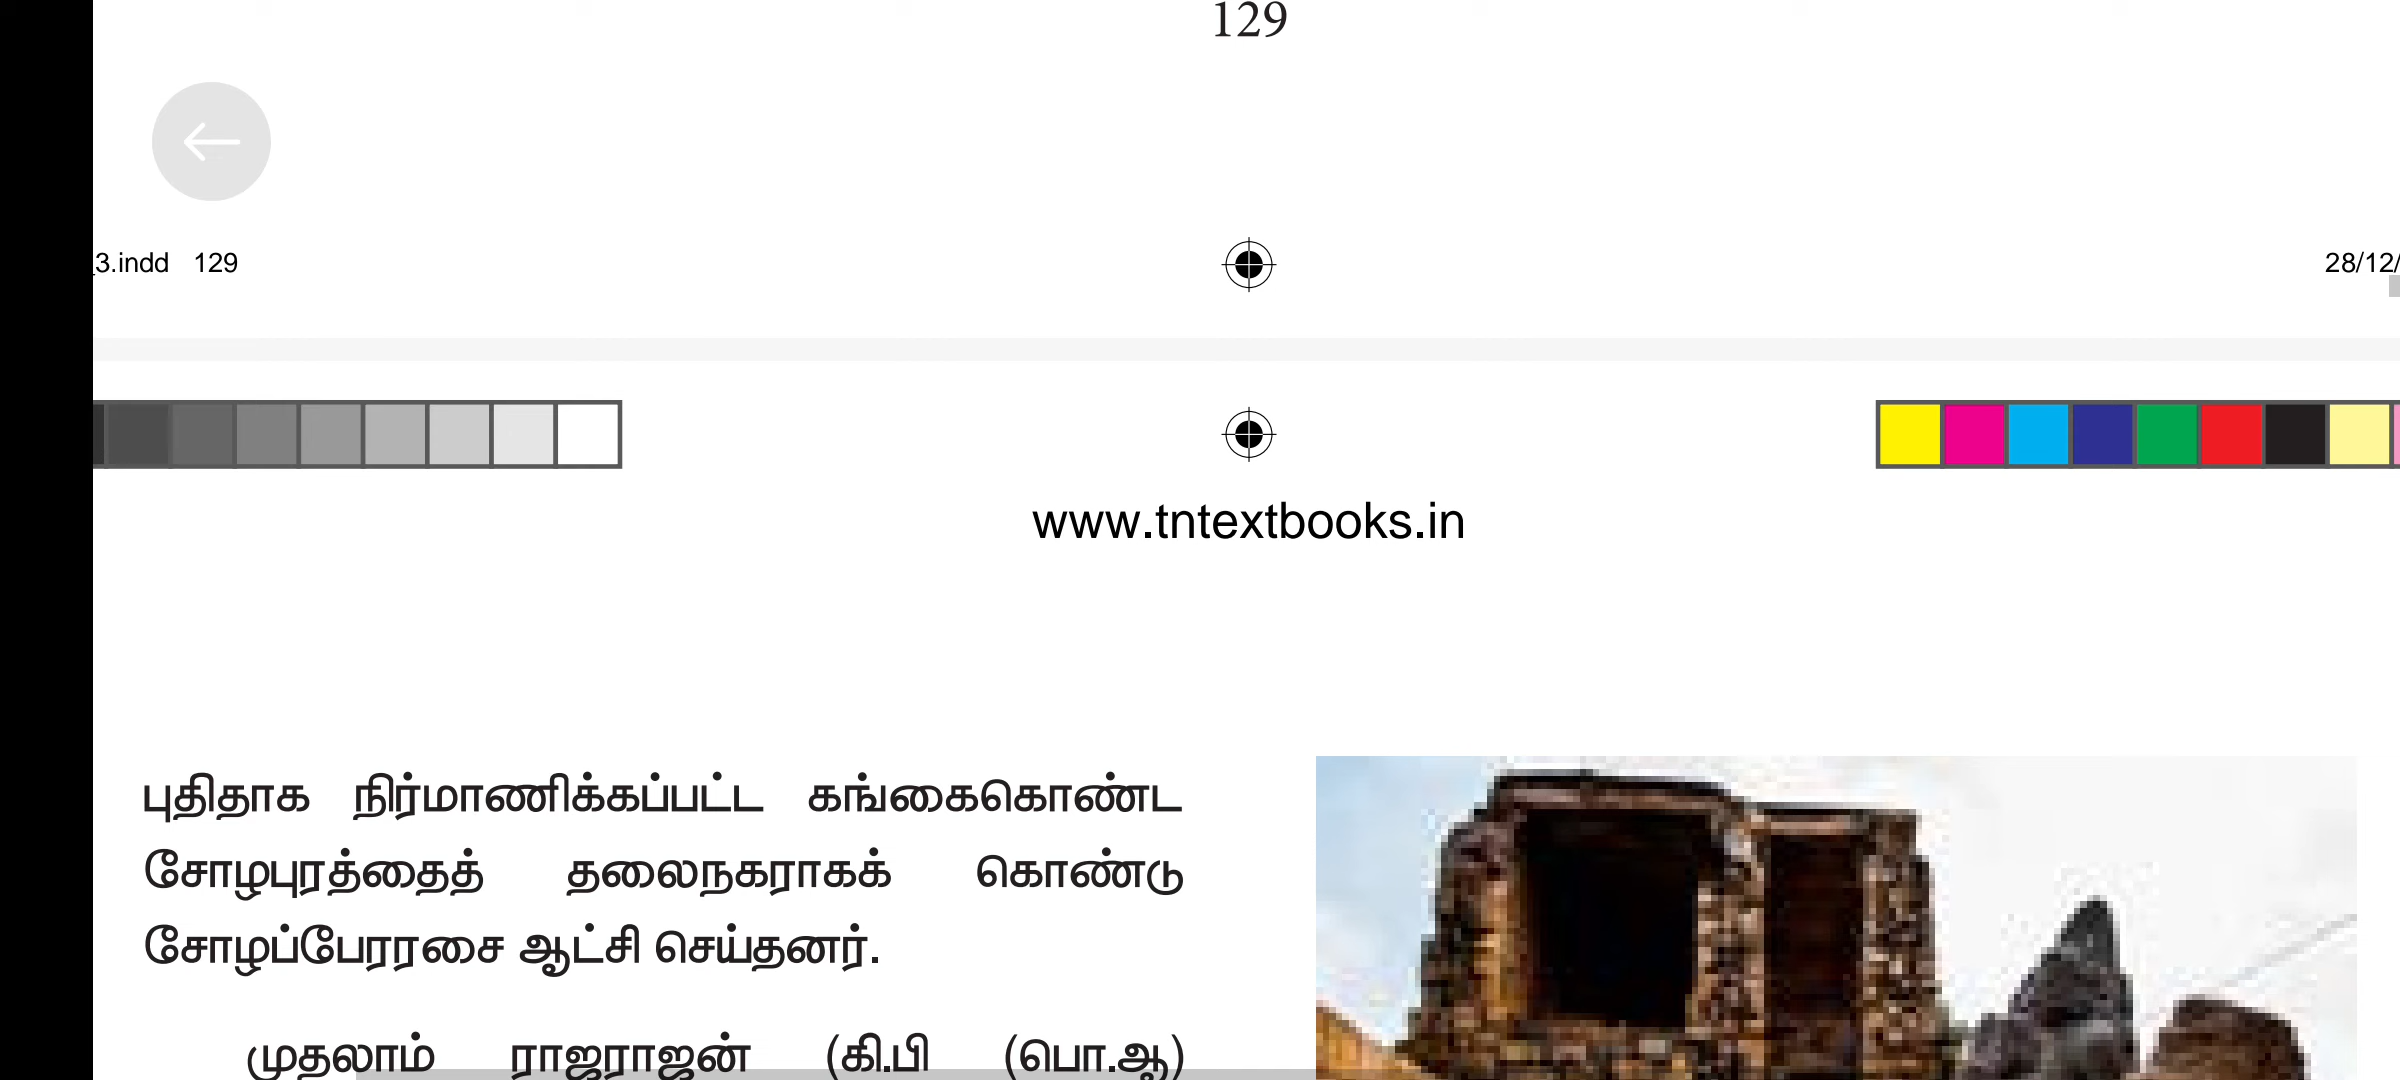 129
_3.indd 129
28/12/
www.tntextbooks.in
புதிதாக நிர்மாணிக்கப்பட்ட கங்கைகொண்ட
சோழபுரத்தைத் தலைநகராகக் கொண்டு
சோழப்பேரரசை ஆட்சி செய்தனர்.
முதலாம் ராஜராஜன் (கி.பி (பொ.ஆ)